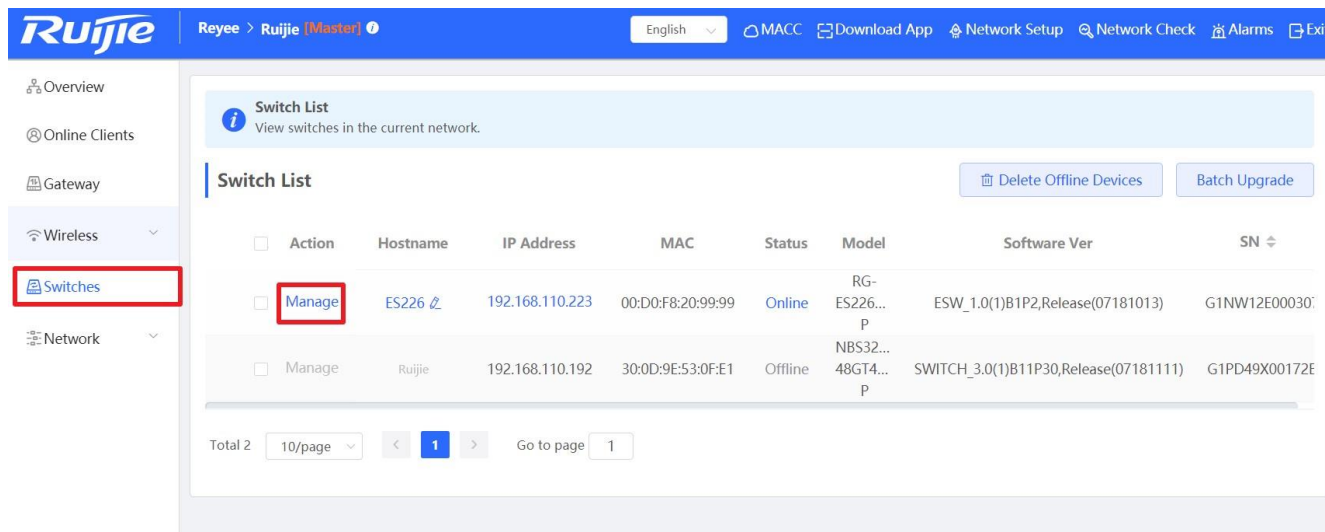 Ruijie Reyee > Ruijie [Master] English MACC Download App Network Setup Network Check Alarms Exi
Overview
Online Clients
Gateway
Wireless
Switches
Network
Switch List
View switches in the current network.
Switch List Delete Offline Devices Batch Upgrade
Action Hostname IP Address MAC Status Model Software Ver SN
Manage ES226 192.168.110.223 00:D0:F8:20:99:99 Online RG-ES226...P ESW_1.0(1)B1P2,Release(07181013) G1NW12E000307
Manage Ruijie 192.168.110.192 30:0D:9E:53:0F:E1 Offline NBS32...48GT4...P SWITCH_3.0(1)B11P30,Release(07181111) G1PD49X00172E
Total 2 10/page < 1 > Go to page 1